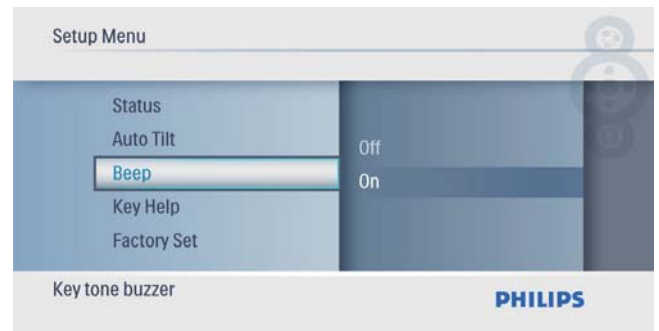 Setup Menu
Status
Auto Tilt
Beep
Key Help
Factory Set
Off
On
Key tone buzzer
PHILIPS